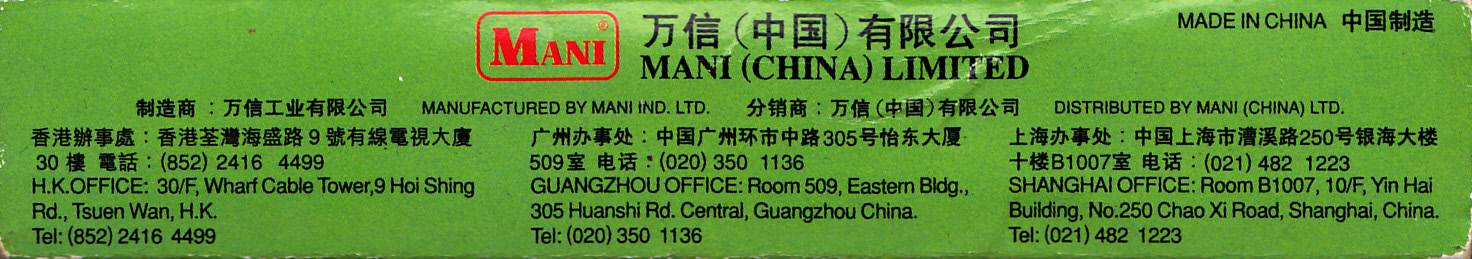 MANI®
万信（中国）有限公司
MANI (CHINA) LIMITED
MADE IN CHINA 中国制造
制造商：万信工业有限公司 MANUFACTURED BY MANI IND. LTD. 分销商：万信（中国）有限公司 DISTRIBUTED BY MANI (CHINA) LTD.
香港辦事處：香港荃灣海盛路9號有線電視大廈
30樓 電話：(852) 2416 4499
H.K.OFFICE: 30/F, Wharf Cable Tower,9 Hoi Shing
Rd., Tsuen Wan, H.K.
Tel: (852) 2416 4499
广州办事处：中国广州环市中路305号怡东大厦
509室 电话：(020) 350 1136
GUANGZHOU OFFICE: Room 509, Eastern Bldg.,
305 Huanshi Rd. Central, Guangzhou China.
Tel: (020) 350 1136
上海办事处：中国上海市漕溪路250号银海大楼
十楼B1007室 电话：(021) 482 1223
SHANGHAI OFFICE: Room B1007, 10/F, Yin Hai
Building, No.250 Chao Xi Road, Shanghai, China.
Tel: (021) 482 1223